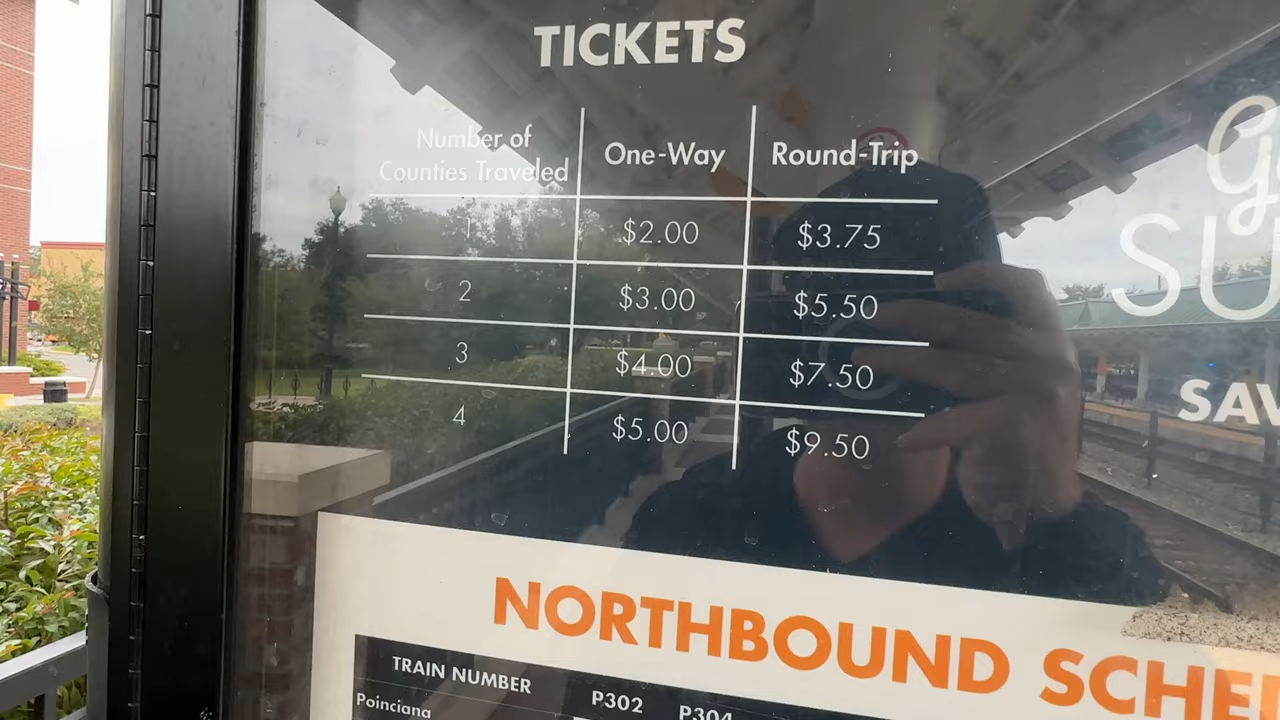 TICKETS
Number of
Counties Traveled
One-Way
Round-Trip
1
$2.00
$3.75
2
$3.00
$5.50
3
$4.00
$7.50
4
$5.00
$9.50
SAV
NORTHBOUND SCHE
TRAIN NUMBER
P302
P304
Poinciana